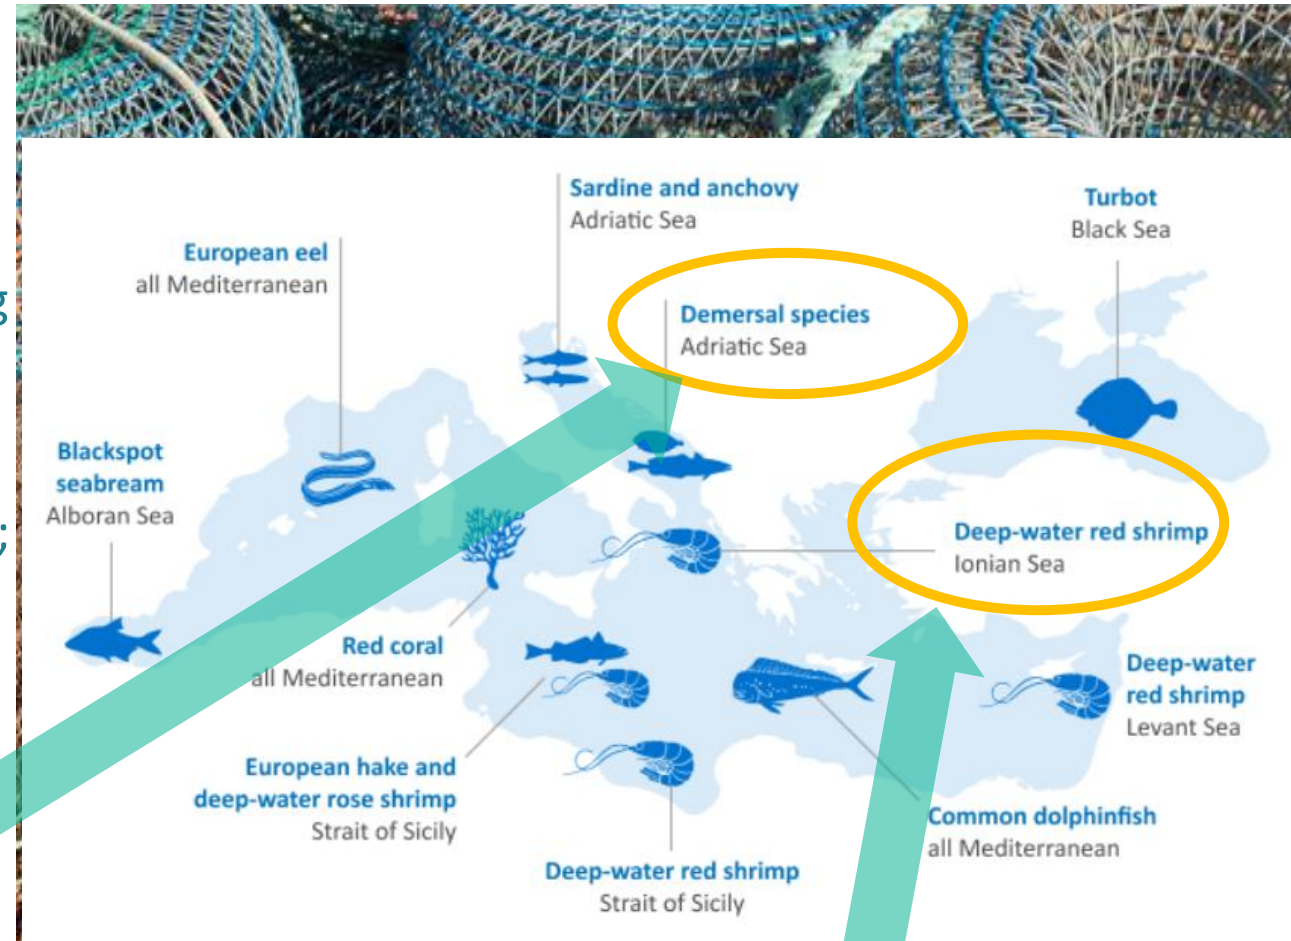 Sardine and anchovy
Adriatic Sea
Turbot
Black Sea
European eel
all Mediterranean
g
Demersal species
Adriatic Sea
Blackspot
seabream
Alboran Sea
;
Deep-water red shrimp
Ionian Sea
Red coral
all Mediterranean
Deep-water
red shrimp
Levant Sea
European hake and
deep-water rose shrimp
Strait of Sicily
Common dolphinfish
all Mediterranean
Deep-water red shrimp
Strait of Sicily